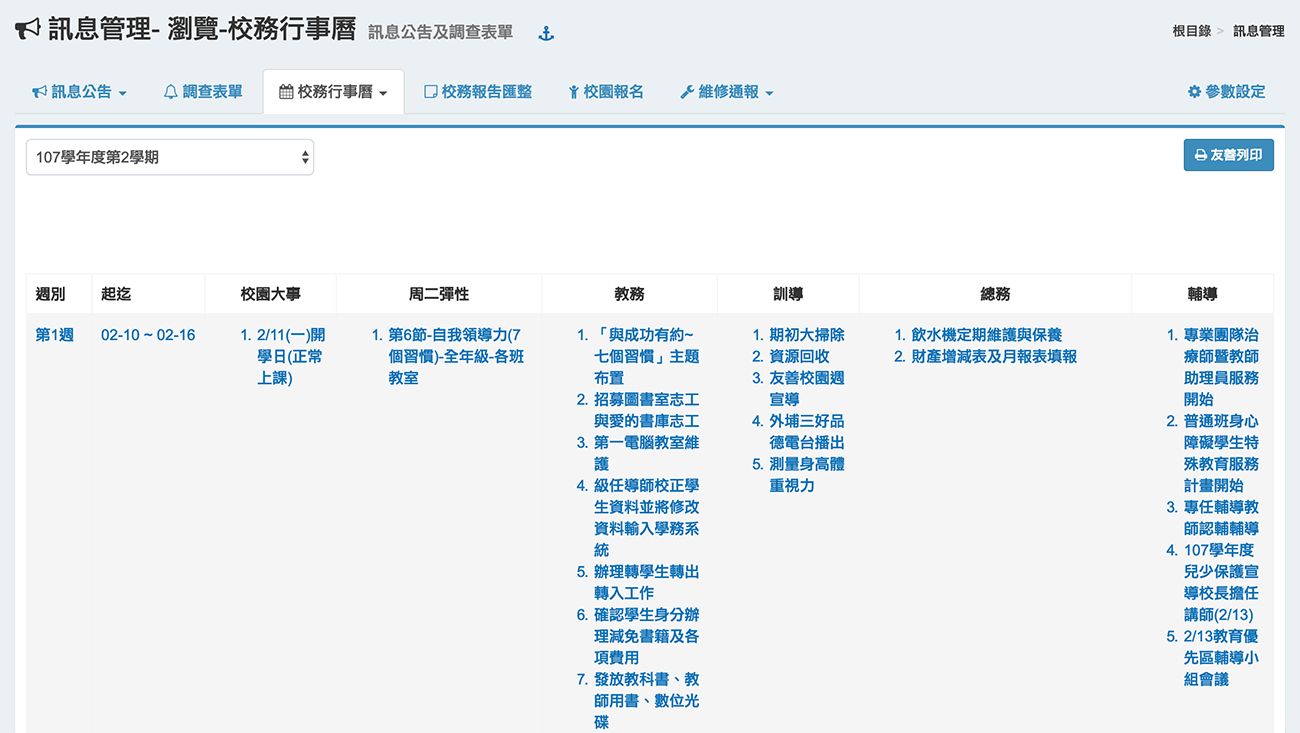 訊息管理- 瀏覽-校務行事曆 訊息公告及調查表單
根目錄 > 訊息管理
訊息公告 調查表單 校務行事曆 校務報告匯整 校園報名 維修通報 參數設定
107學年度第2學期
友善列印
週別 起迄 校園大事 周二彈性 教務 訓導 總務 輔導
第1週
02-10 ~ 02-16
1. 2/11(一)開
學日(正常
上課)
1. 第6節-自我領導力(7
個習慣)-全年級-各班
教室
1. 「與成功有約~
七個習慣」主題
布置
2. 招募圖書室志工
與愛的書庫志工
3. 第一電腦教室維
護
4. 級任導師校正學
生資料並將修改
資料輸入學務系
統
5. 辦理轉學生轉出
轉入工作
6. 確認學生身分辦
理減免書籍及各
項費用
7. 發放教科書、教
師用書、數位光
碟
1. 期初大掃除
2. 資源回收
3. 友善校園週
宣導
4. 外埔三好品
德電台播出
5. 測量身高體
重視力
1. 飲水機定期維護與保養
2. 財產增減表及月報表填報
1. 專業團隊治
療師暨教師
助理員服務
開始
2. 普通班身心
障礙學生特
殊教育服務
計畫開始
3. 專任輔導教
師認輔輔導
4. 107學年度
兒少保護宣
導校長擔任
講師(2/13)
5. 2/13教育優
先區輔導小
組會議